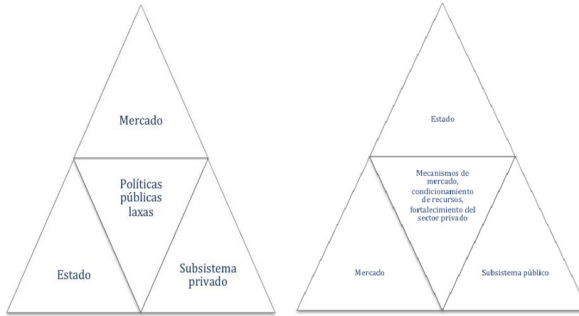 Mercado
Políticas
públicas
laxas
Estado
Subsistema
privado
Estado
Mecanismos de
mercado,
condicionamiento
de recursos,
fortalecimiento del
sector privado
Mercado
Subsistema público